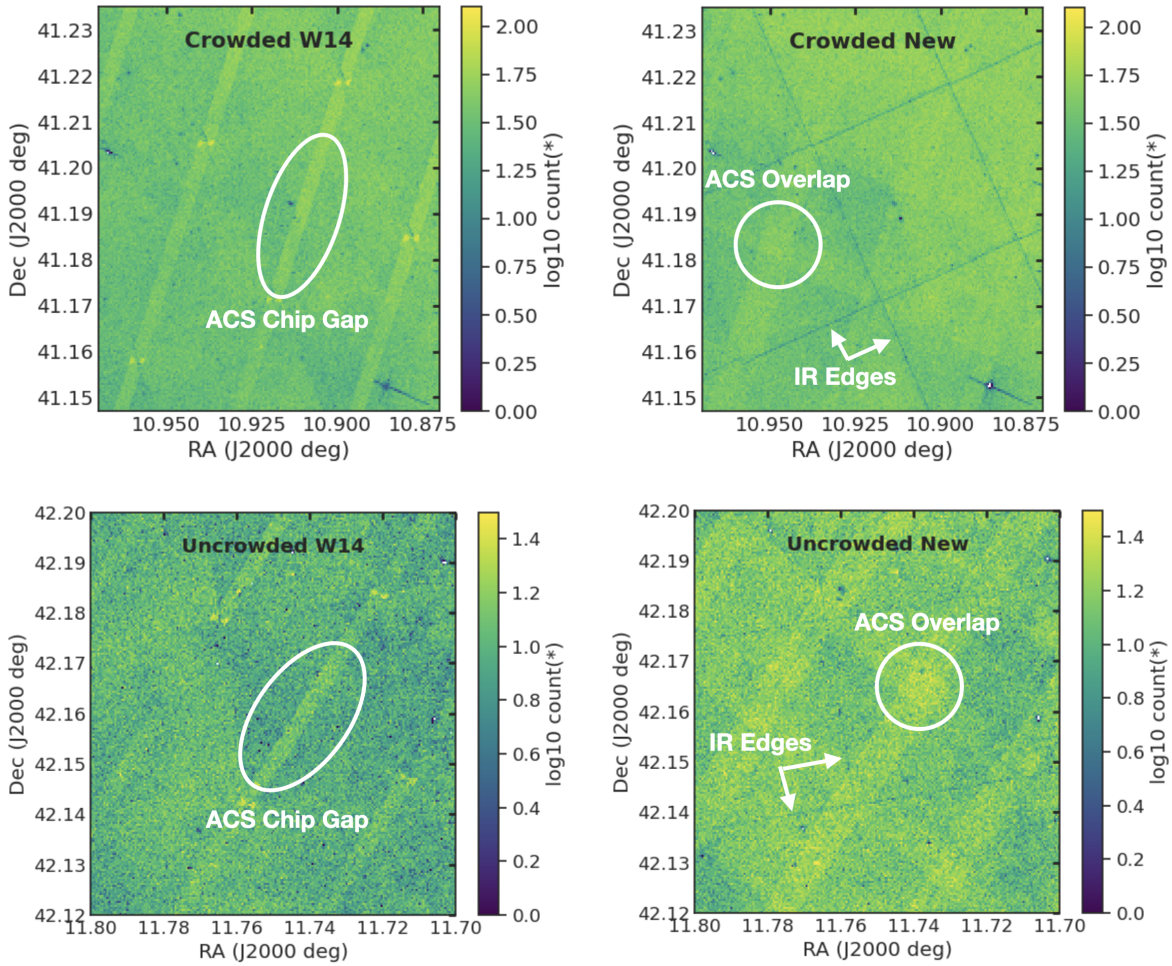 Crowded W14
41.23
41.22
41.21
41.20
41.19
41.18
41.17
41.16
41.15
Dec (J2000 deg)
ACS Chip Gap
10.950 10.925 10.900 10.875
RA (J2000 deg)
2.00
1.75
1.50
1.25
1.00
0.75
0.50
0.25
0.00
log10 count(*)
Crowded New
41.23
41.22
41.21
41.20
41.19
41.18
41.17
41.16
41.15
Dec (J2000 deg)
ACS Overlap
IR Edges
10.950 10.925 10.900 10.875
RA (J2000 deg)
2.00
1.75
1.50
1.25
1.00
0.75
0.50
0.25
0.00
log10 count(*)
Uncrowded W14
42.20
42.19
42.18
42.17
42.16
42.15
42.14
42.13
42.12
Dec (J2000 deg)
ACS Chip Gap
11.80 11.78 11.76 11.74 11.72 11.70
RA (J2000 deg)
1.4
1.2
1.0
0.8
0.6
0.4
0.2
0.0
log10 count(*)
Uncrowded New
42.20
42.19
42.18
42.17
42.16
42.15
42.14
42.13
42.12
Dec (J2000 deg)
ACS Overlap
IR Edges
11.80 11.78 11.76 11.74 11.72 11.70
RA (J2000 deg)
1.4
1.2
1.0
0.8
0.6
0.4
0.2
0.0
log10 count(*)